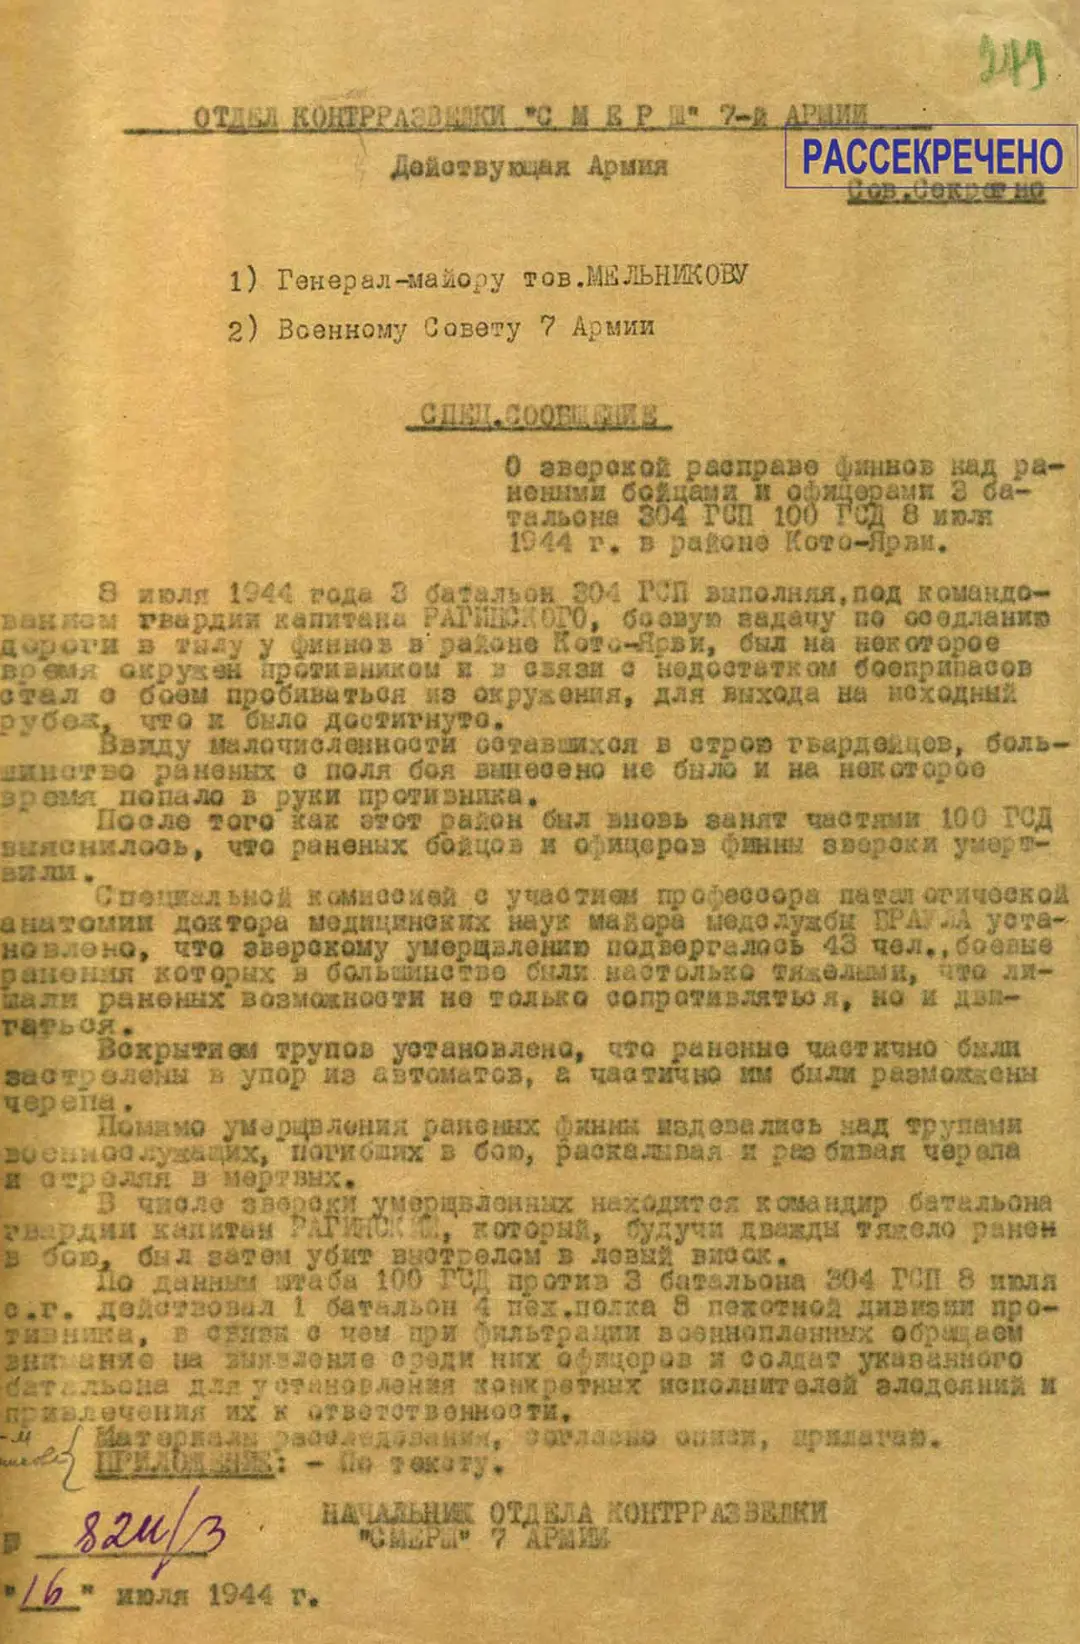 249
ОТДЕЛ КОНТРРАЗВЕДКИ "С М Е Р Ш" 7-й АРМИИ
Действующая Армия
РАССЕКРЕЧЕНО
Сов.Секретно
1) Генерал-майору тов.МЕЛЬНИКОВУ
2) Военному Совету 7 Армии
СПЕЦ.СООБЩЕНИЕ
О зверской расправе финнов над ра-
ненными бойцами и офицерами 3 ба-
тальона 304 ГСП 100 ГСД 8 июля
1944 г. в районе Кото-Ярви.
8 июля 1944 года 3 батальон 304 ГСП выполняя,под командо-
ванием гвардии капитана РАГИНСКОГО, боевую задачу по оседланию
дороги в тылу у финнов в районе Кото-Ярви, был на некоторое
время окружен противником и в связи с недостатком боеприпасов
стал с боем пробиваться из окружения, для выхода на исходный
рубеж, что и было достигнуто.
Ввиду малочисленности оставшихся в строю гвардейцев, боль-
шинство раненых с поля боя вынесено не было и на некоторое
время попало в руки противника.
После того как этот район был вновь занят частями 100 ГСД
выяснилось, что раненых бойцов и офицеров финны зверски умерт-
вили.
Специальной комиссией с участием профессора паталогической
анатомии доктора медицинских наук майора медслужбы уста-
новлено, что зверскому умерщвлению подвергалось 43 чел.,боевые
ранения которых в большинстве были настолько тяжелыми, что ли-
шали раненых возможности не только сопротивляться, но и дви-
гаться.
Вскрытием трупов установлено, что раненые частично были
застрелены в упор из автоматов, а частично им были размозжены
черепа.
Помимо умерщвления раненых финны издевались над трупами
военнослужащих, погибших в бою, раскалывая и разбивая черепа
и стреляя в мертвых.
В числе зверски умерщвленных находится командир батальона
гвардии капитан РАГИНСКИЙ, который, будучи дважды тяжело ранен
в бою, был затем убит выстрелом в левый висок.
По данным штаба 100 ГСД против 3 батальона 304 ГСП 8 июля
с.г. действовал 1 батальон 4 пех.полка 8 пехотной дивизии про-
тивника, в связи с чем при фильтрации военнопленных обращаем
внимание на выявление среди них офицеров и солдат указанного
батальона для установления конкретных исполнителей злодеяний и
привлечения их к ответственности.
Материалы расследования, согласно описи, прилагаю.
ПРИЛОЖЕНИЕ: - По тексту.
НАЧАЛЬНИК ОТДЕЛА КОНТРРАЗВЕДКИ
"СМЕРШ" 7 АРМИИ
№ 8211/3
"16" июля 1944 г.